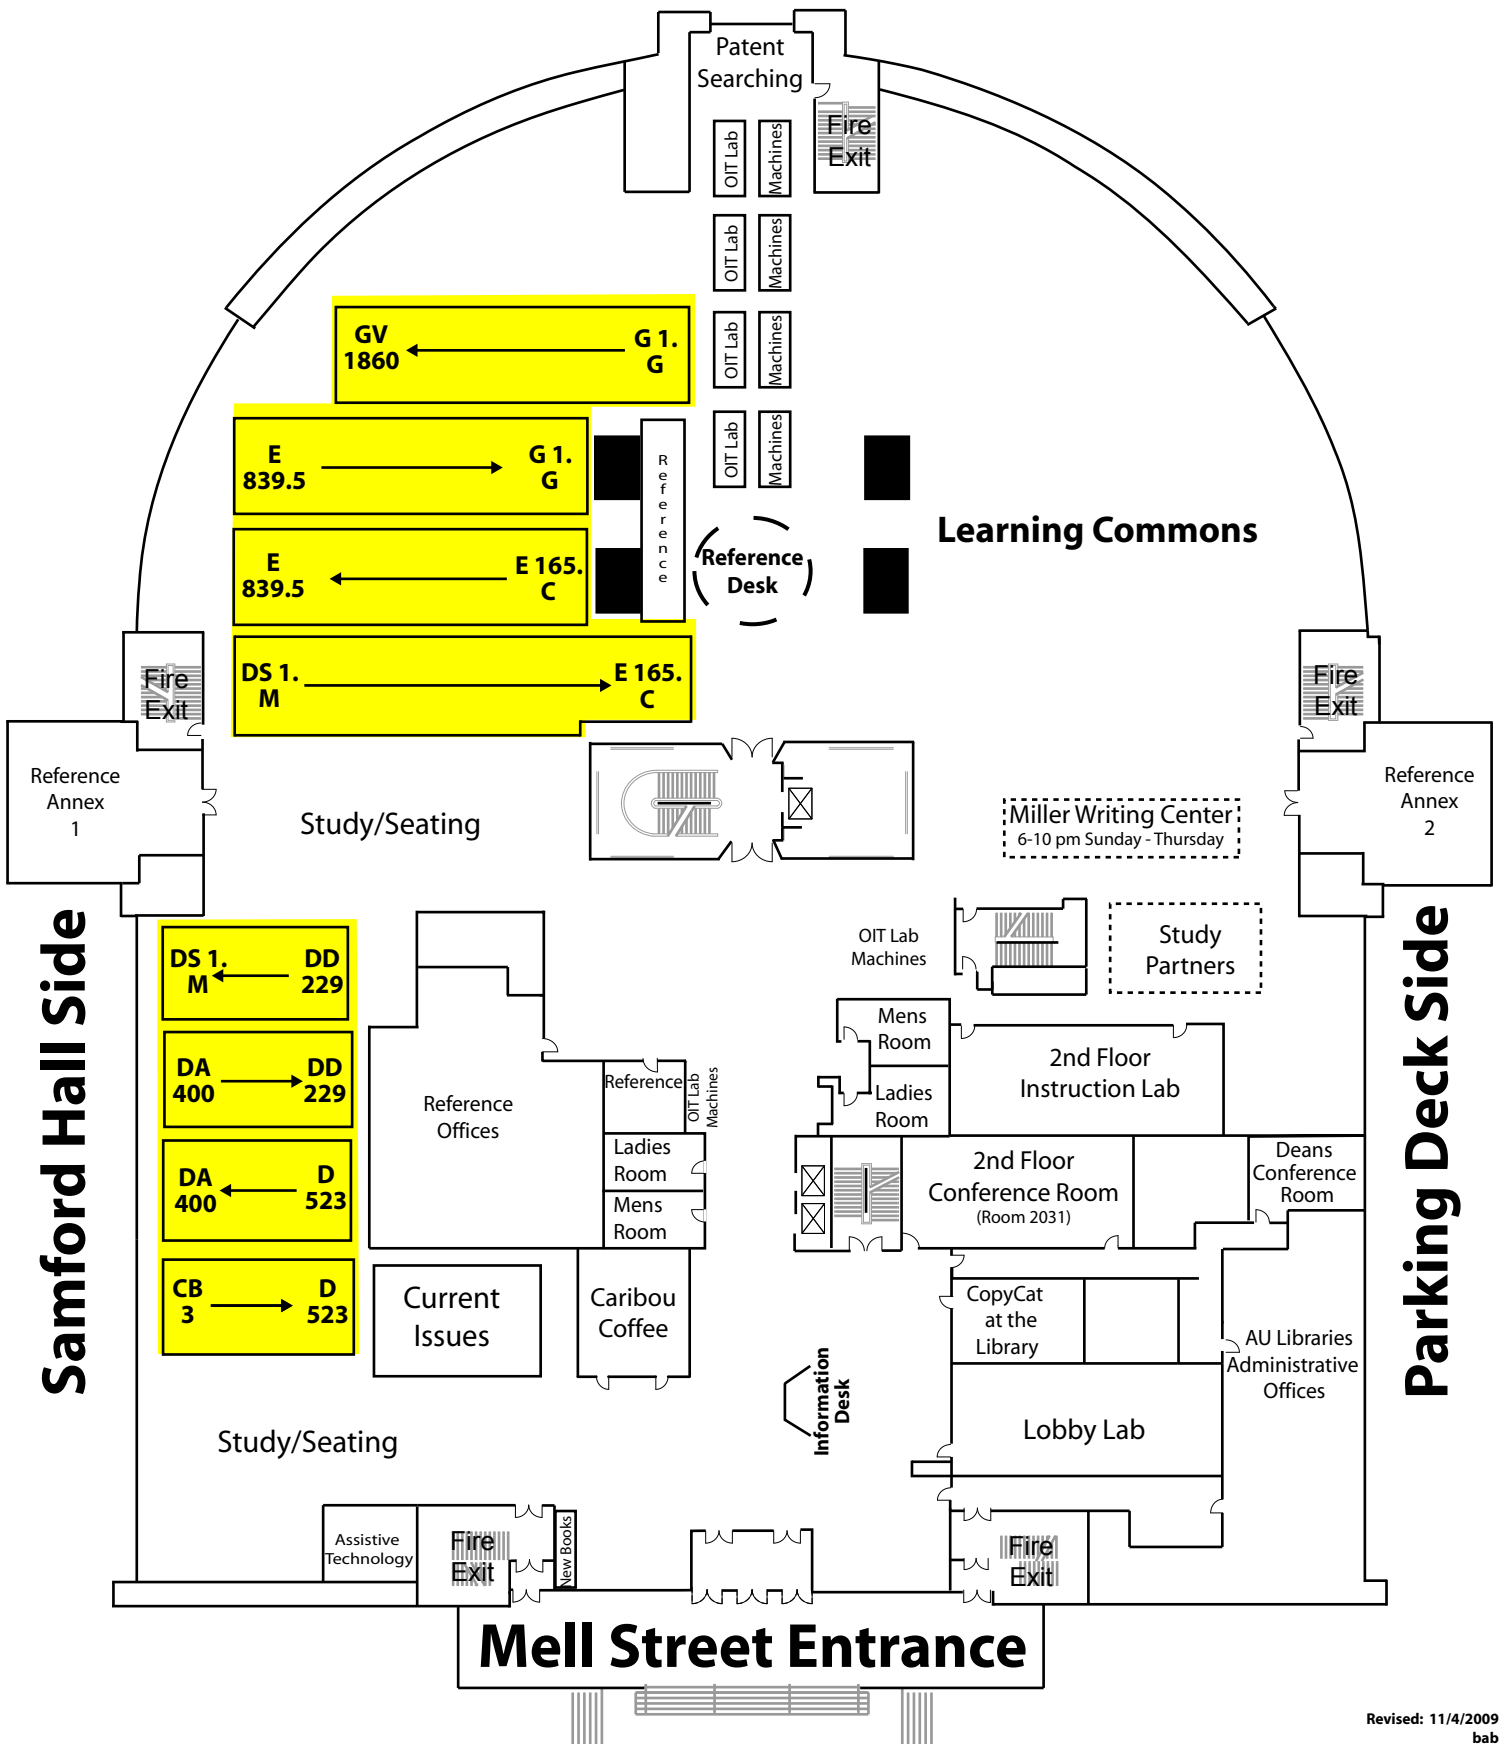 Patent
Searching
Fire
Exit
OIT Lab
Machines
OIT Lab
Machines
OIT Lab
Machines
OIT Lab
Machines
GV
1860
G 1.
G
E
839.5
G 1.
G
Reference
E
839.5
E 165.
C
Reference
Desk
Learning Commons
DS 1.
M
E 165.
C
Fire
Exit
Fire
Exit
Reference
Annex
1
Study/Seating
Miller Writing Center
6-10 pm Sunday - Thursday
Reference
Annex
2
Samford Hall Side
Parking Deck Side
DS 1.
M
DD
229
OIT Lab
Machines
Study
Partners
DA
400
DD
229
Reference
Offices
Reference
OIT Lab
Machines
Mens
Room
Ladies
Room
2nd Floor
Instruction Lab
DA
400
D
523
Ladies
Room
Mens
Room
2nd Floor
Conference Room
(Room 2031)
Deans
Conference
Room
CB
3
D
523
Current
Issues
Caribou
Coffee
CopyCat
at the
Library
AU Libraries
Administrative
Offices
Information
Desk
Lobby Lab
Study/Seating
Assistive
Technology
Fire
Exit
New Books
Fire
Exit
Mell Street Entrance
Revised: 11/4/2009
bab